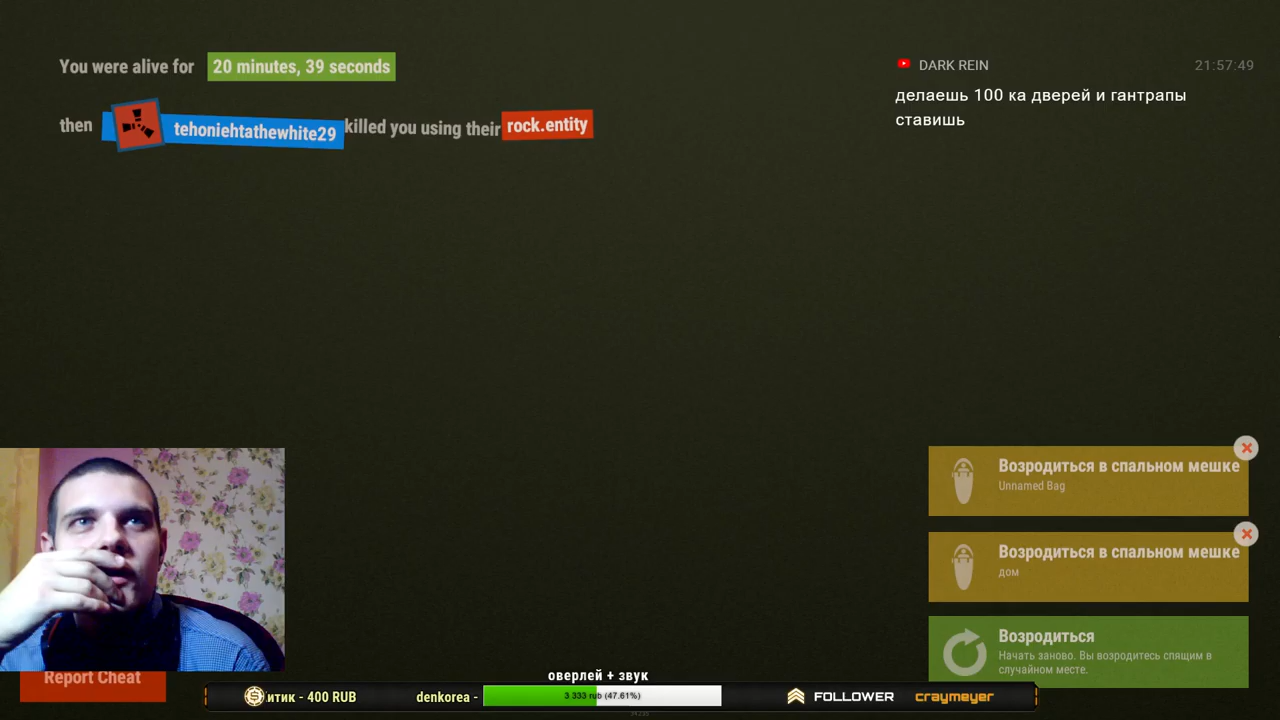 You were alive for 20 minutes, 39 seconds
then tehoniehtathewhite29 killed you using their rock.entity
DARK REIN 21:57:49
делаешь 100 ка дверей и гантрапы
ставишь
Возродиться в спальном мешке
Unnamed Bag
Возродиться в спальном мешке
дом
Возродиться
Начать заново. Вы возродитесь спящим в
случайном месте.
Report Cheat
оверлей + звук
итик - 400 RUB denkorea - 3 333 rub (47.61%) FOLLOWER craymeyer